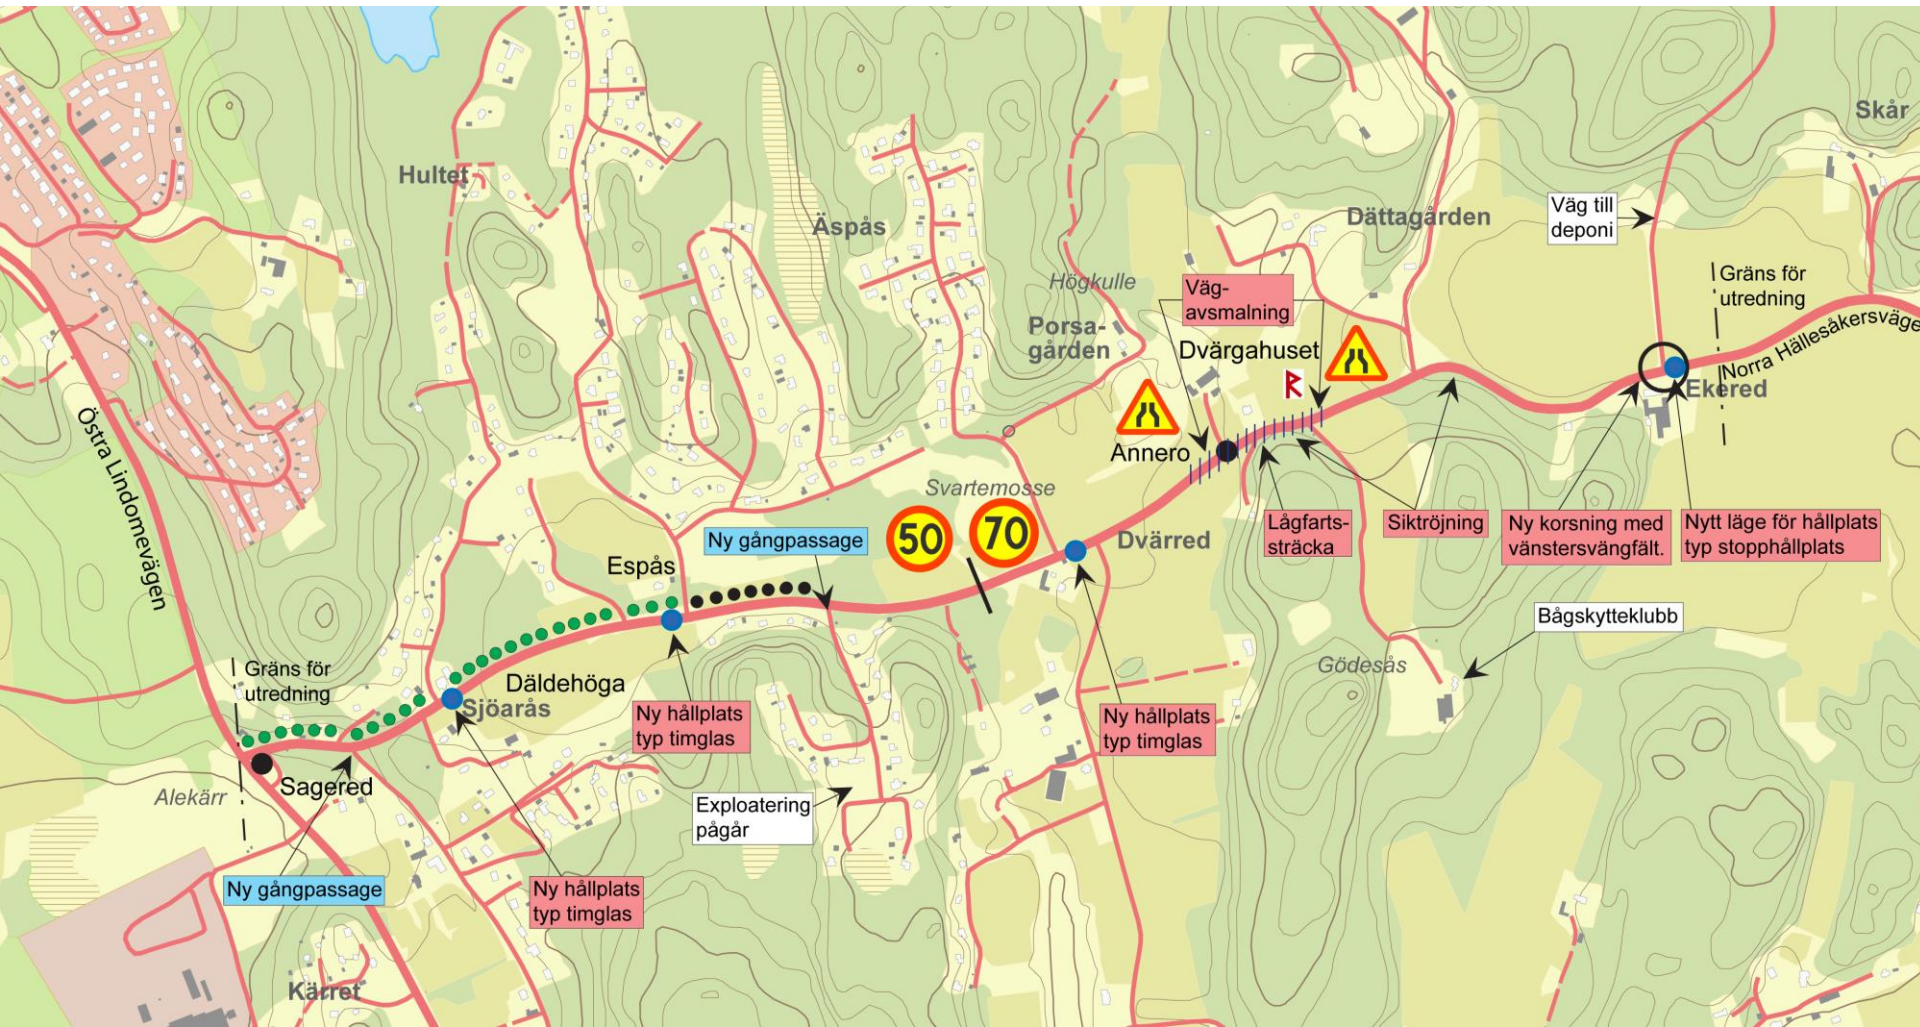 Skår
Hultet
Äspås
Dättagården
Väg till
deponi
Gräns för
utredning
Högkulle
Väg-
avsmalning
Porsa-
gården
Dvärgahuset
Norra Hällesåkersväge
Ekered
Östra Lindomevägen
Annero
Svartemosse
50
70
Ny gångpassage
Dvärred
Lågfarts-
sträcka
Siktröjning
Ny korsning med
vänstersvängfält.
Nytt läge för hållplats
typ stopphållplats
Espås
Bågskytteklubb
Gödesås
Gräns för
utredning
Däldehöga
Sjöarås
Ny hållplats
typ timglas
Ny hållplats
typ timglas
Sagered
Alekärr
Exploatering
pågår
Ny gångpassage
Ny hållplats
typ timglas
Kärret